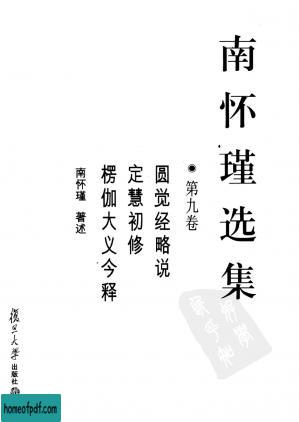 南怀瑾选集
●第九卷
圆觉经略说
定慧初修
楞伽大义今释
南怀瑾 著述
復旦大学出版社
homeofpdf.com